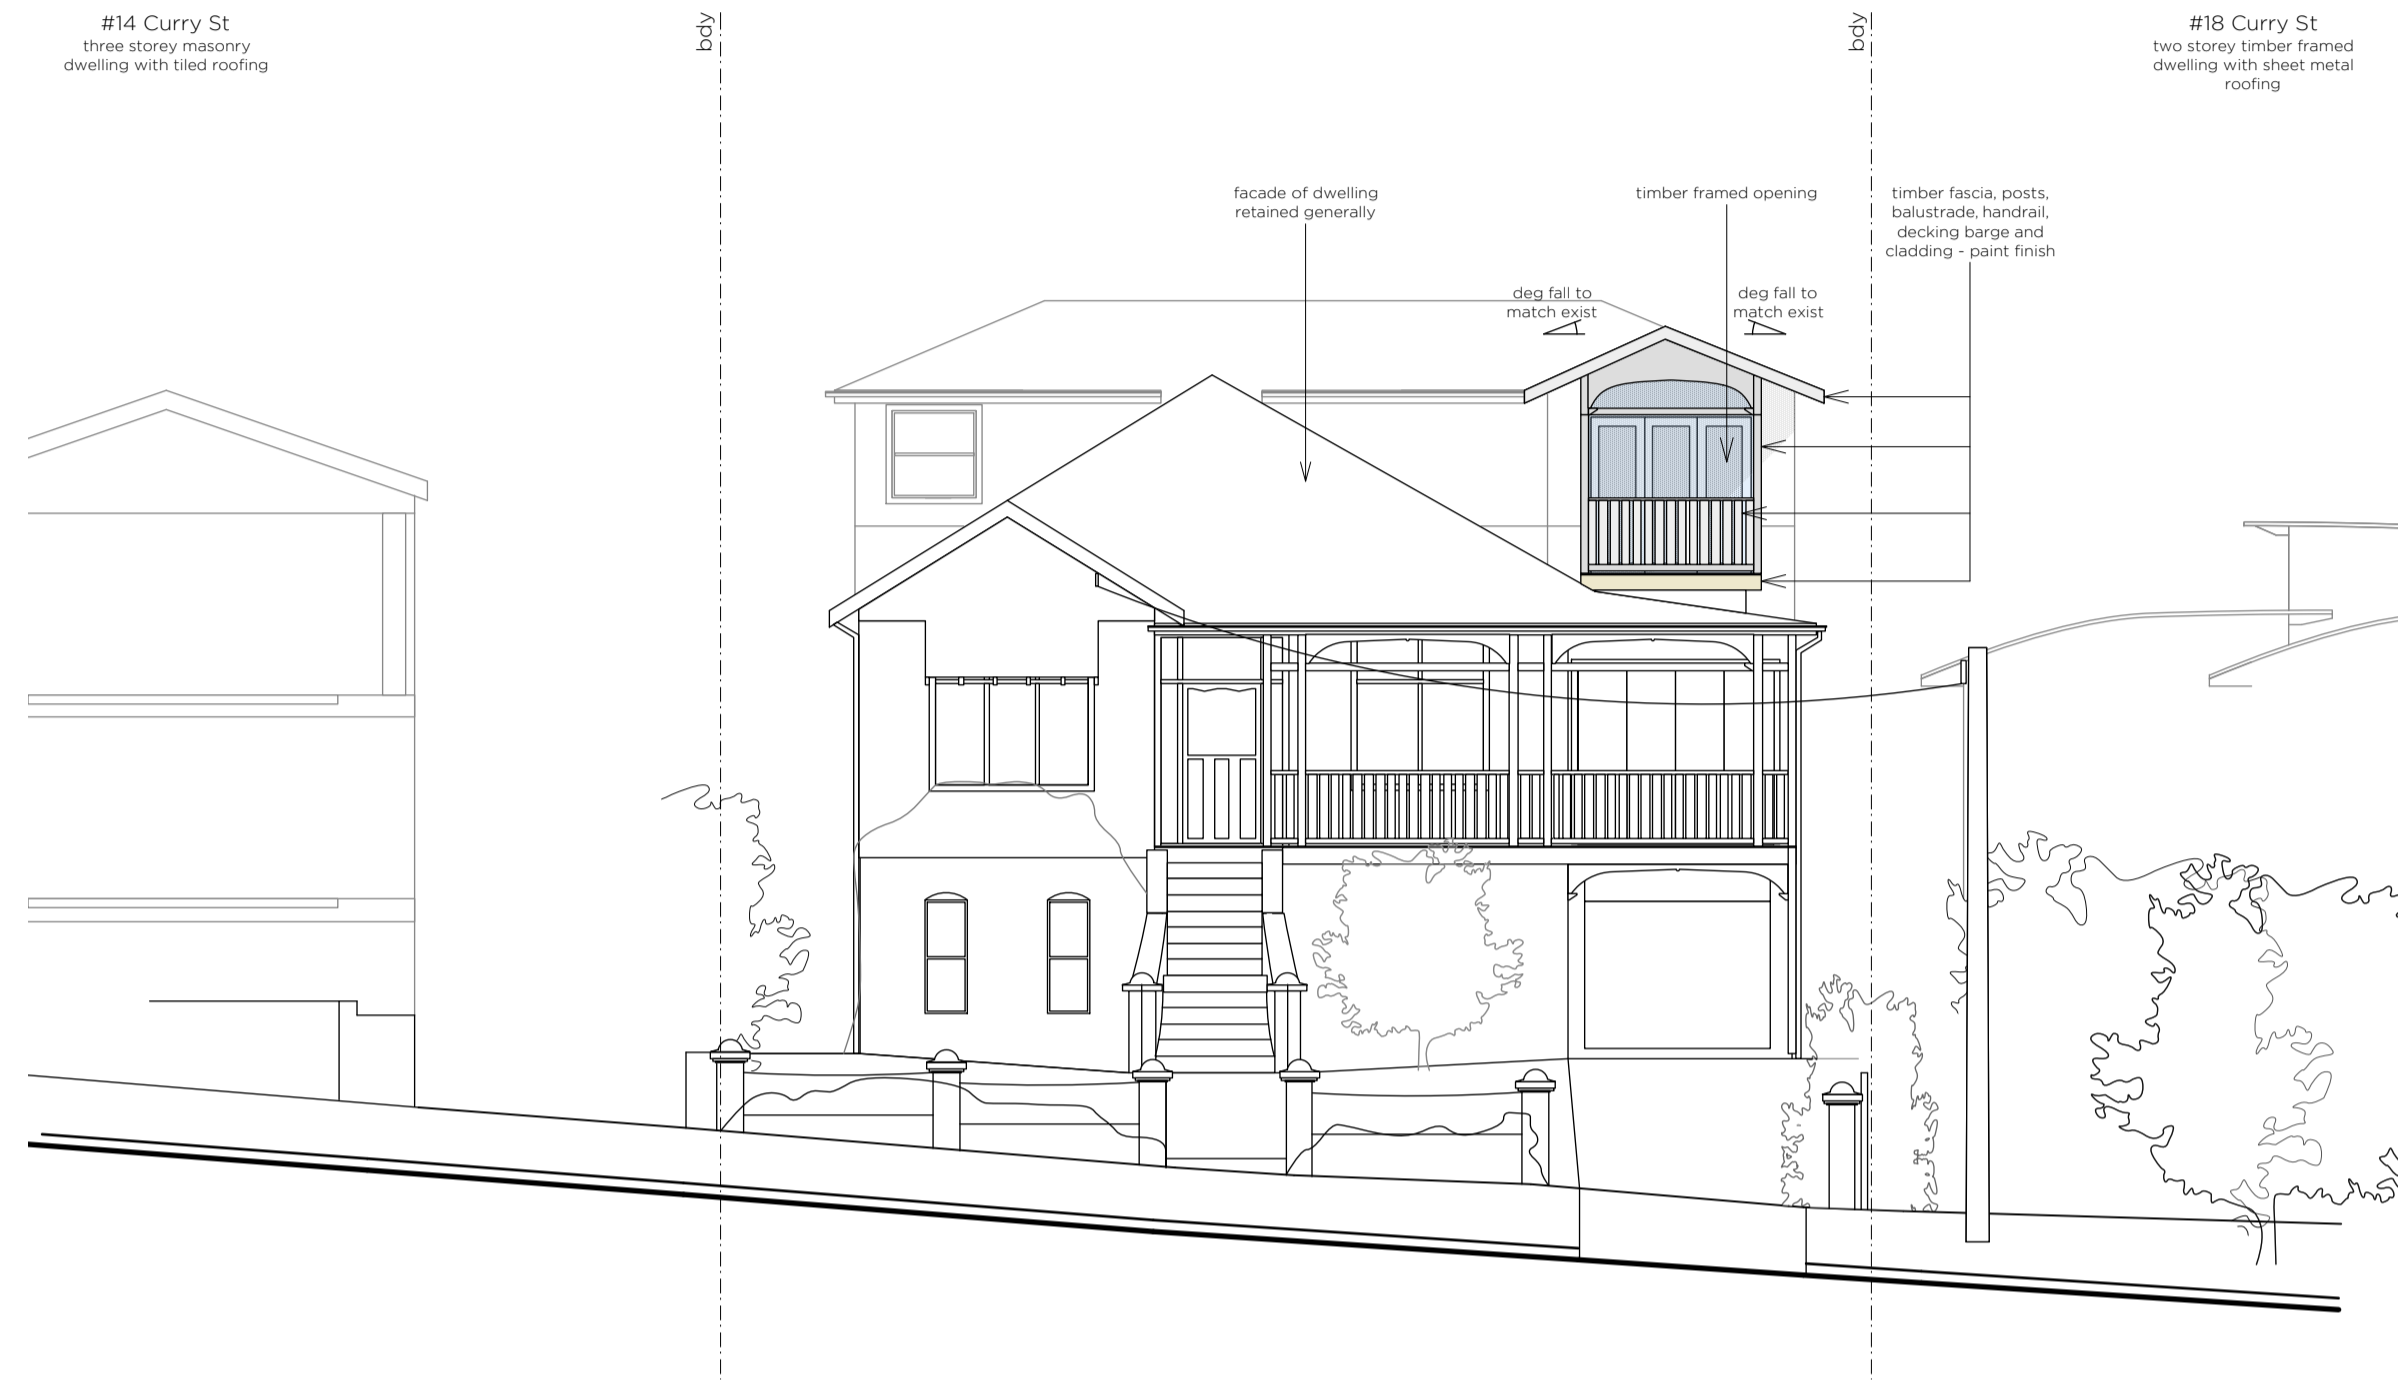 #14 Curry St
three storey masonry
dwelling with tiled roofing
bdy
bdy
#18 Curry St
two storey timber framed
dwelling with sheet metal
roofing
facade of dwelling
retained generally
timber framed opening
timber fascia, posts,
balustrade, handrail,
decking barge and
cladding - paint finish
deg fall to
match exist
deg fall to
match exist